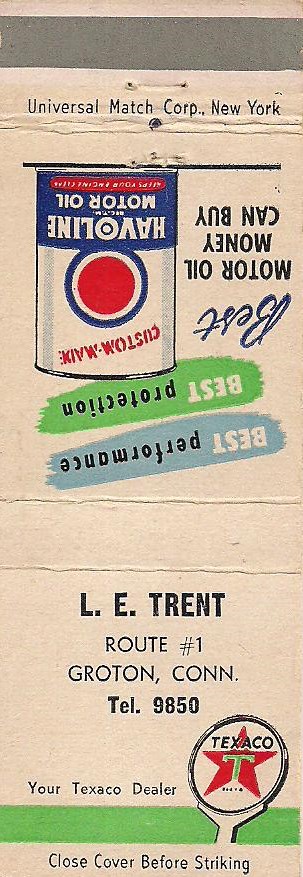 Universal Match Corp., New York
BEST performance
BEST protection
CUSTOM-MADE
HAVOLINE
REG. T.M.
MOTOR OIL
KEEPS YOUR ENGINE CLEAN
Best
MOTOR OIL
MONEY
CAN BUY
L. E. TRENT
ROUTE #1
GROTON, CONN.
Tel. 9850
TEXACO
T
Your Texaco Dealer
Close Cover Before Striking